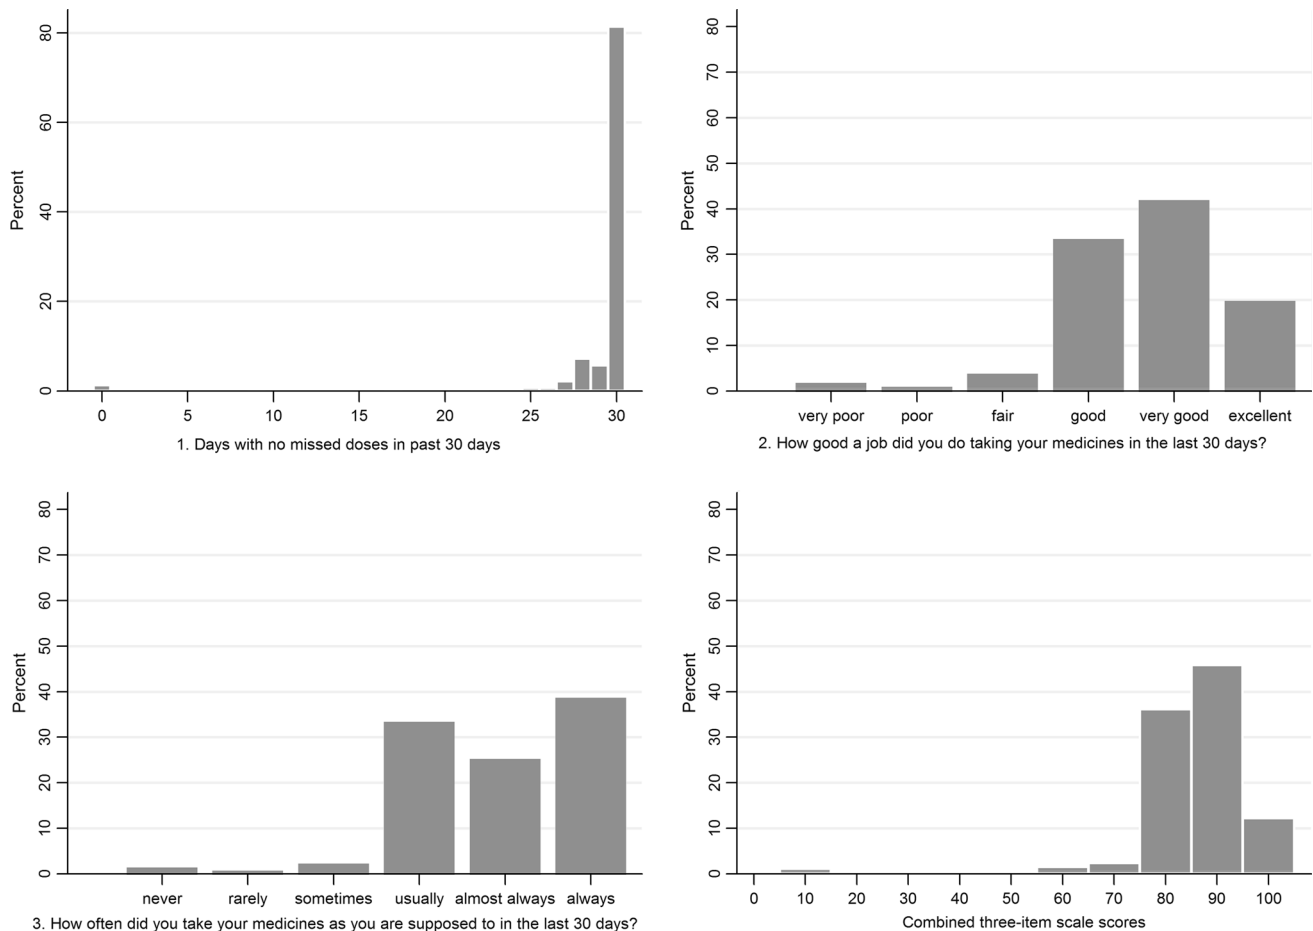 Percent
80
60
40
20
0
0 5 10 15 20 25 30
1. Days with no missed doses in past 30 days
Percent
80
70
60
50
40
30
20
10
0
very poor poor fair good very good excellent
2. How good a job did you do taking your medicines in the last 30 days?
Percent
80
70
60
50
40
30
20
10
0
never rarely sometimes usually almost always always
3. How often did you take your medicines as you are supposed to in the last 30 days?
Percent
80
70
60
50
40
30
20
10
0
0 10 20 30 40 50 60 70 80 90 100
Combined three-item scale scores